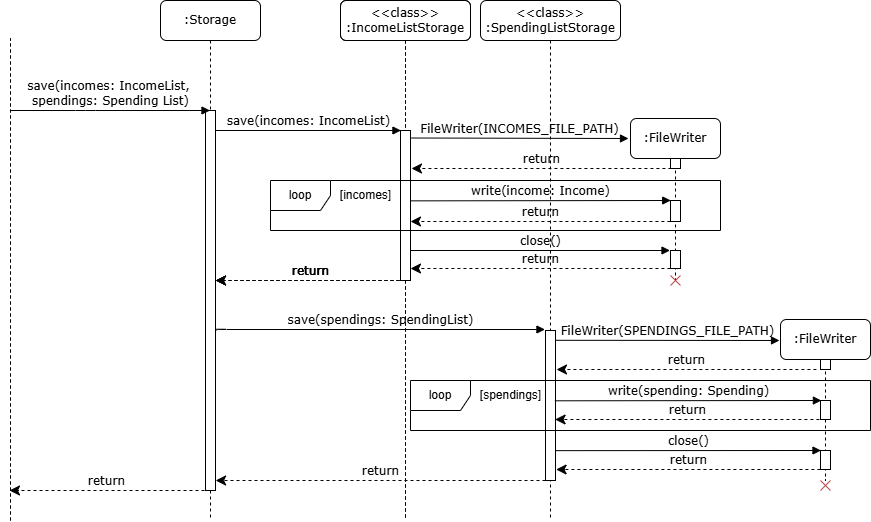 :Storage
<<class>>
:IncomeListStorage
<<class>>
:SpendingListStorage
save(incomes: IncomeList,
spendings: Spending List)
save(incomes: IncomeList)
FileWriter(INCOMES_FILE_PATH)
:FileWriter
return
loop
[incomes]
write(income: Income)
return
close()
return
return
save(spendings: SpendingList)
FileWriter(SPENDINGS_FILE_PATH)
:FileWriter
return
loop
[spendings]
write(spending: Spending)
return
close()
return
return
return